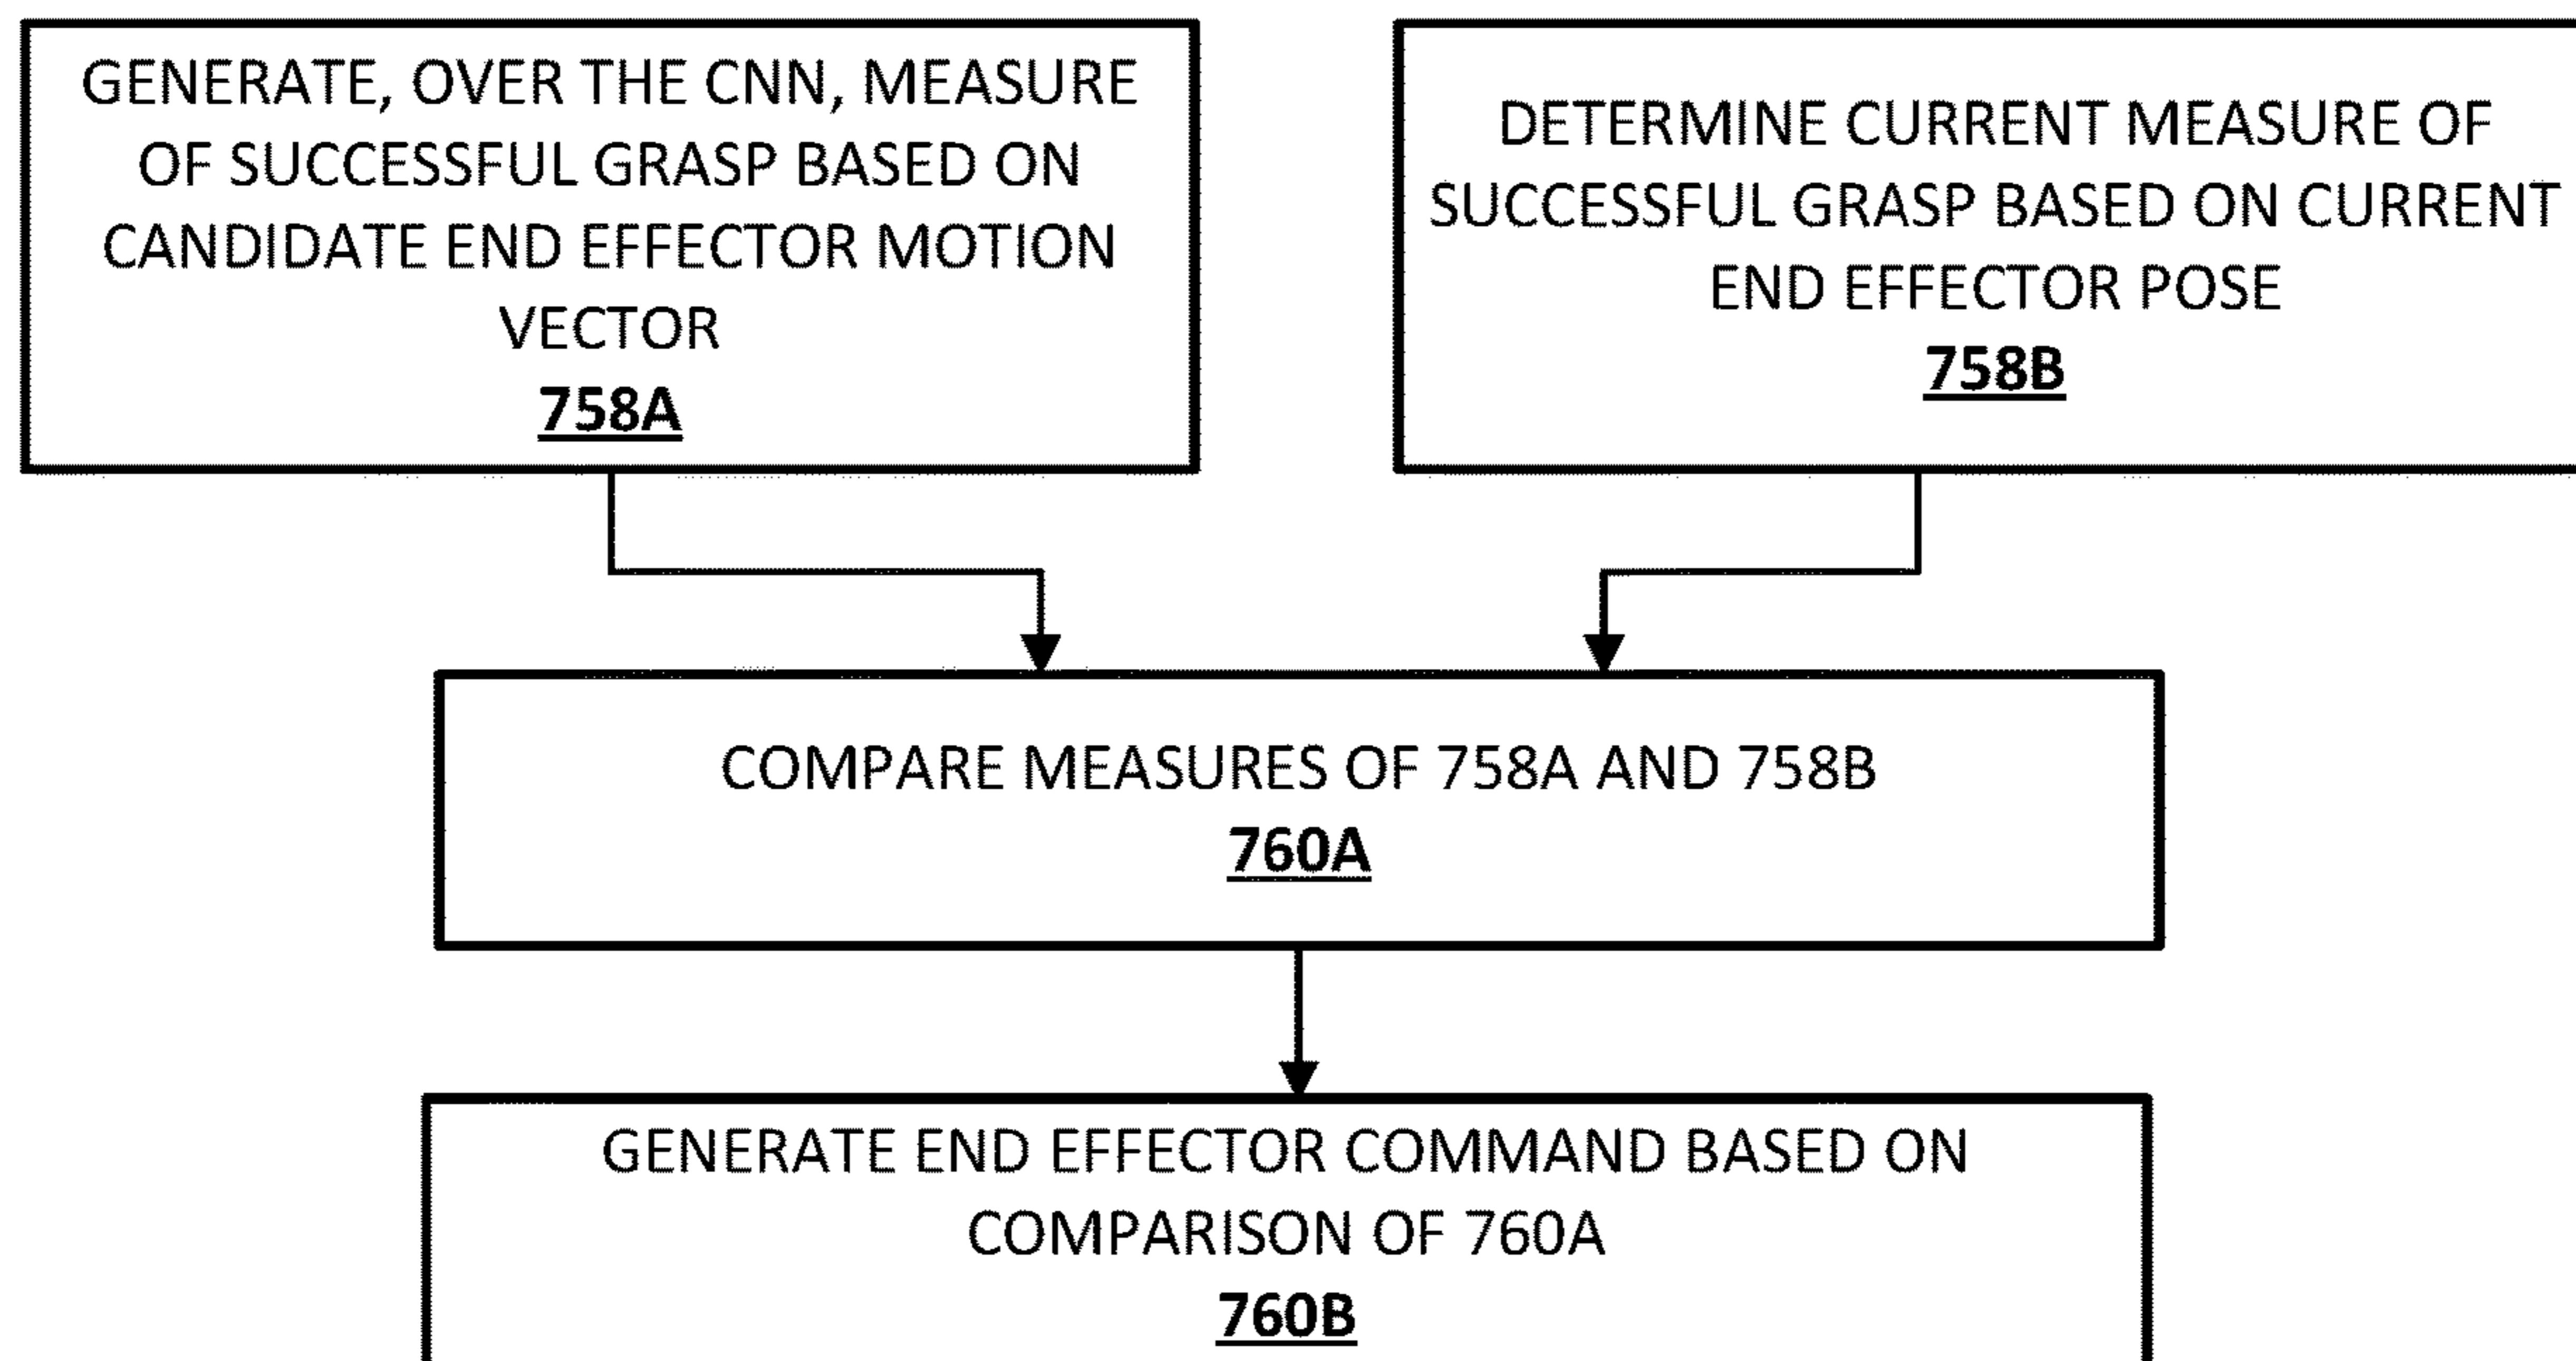 GENERATE, OVER THE CNN, MEASURE
OF SUCCESSFUL GRASP BASED ON
CANDIDATE END EFFECTOR MOTION
VECTOR
758A
DETERMINE CURRENT MEASURE OF
SUCCESSFUL GRASP BASED ON CURRENT
END EFFECTOR POSE
758B
COMPARE MEASURES OF 758A AND 758B
760A
GENERATE END EFFECTOR COMMAND BASED ON
COMPARISON OF 760A
760B